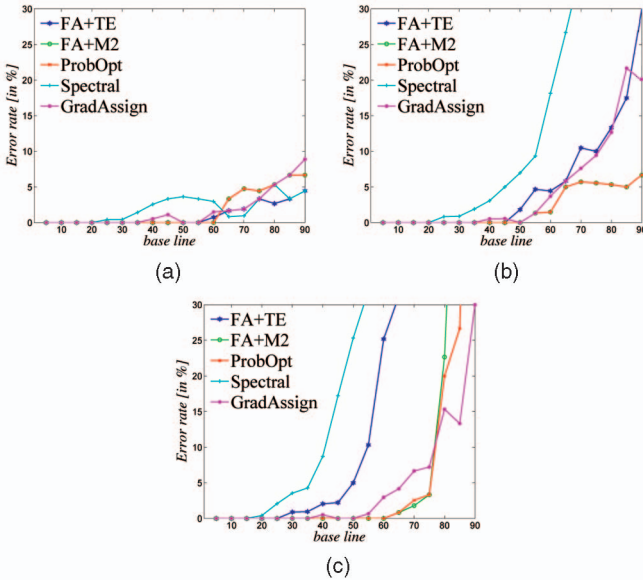 30
25
20
15
10
5
0
Error rate [in %]
FA+TE
FA+M2
ProbOpt
Spectral
GradAssign
10 20 30 40 50 60 70 80 90
base line
(a)
30
25
20
15
10
5
0
Error rate [in %]
FA+TE
FA+M2
ProbOpt
Spectral
GradAssign
10 20 30 40 50 60 70 80 90
base line
(b)
30
25
20
15
10
5
0
Error rate [in %]
FA+TE
FA+M2
ProbOpt
Spectral
GradAssign
10 20 30 40 50 60 70 80 90
base line
(c)